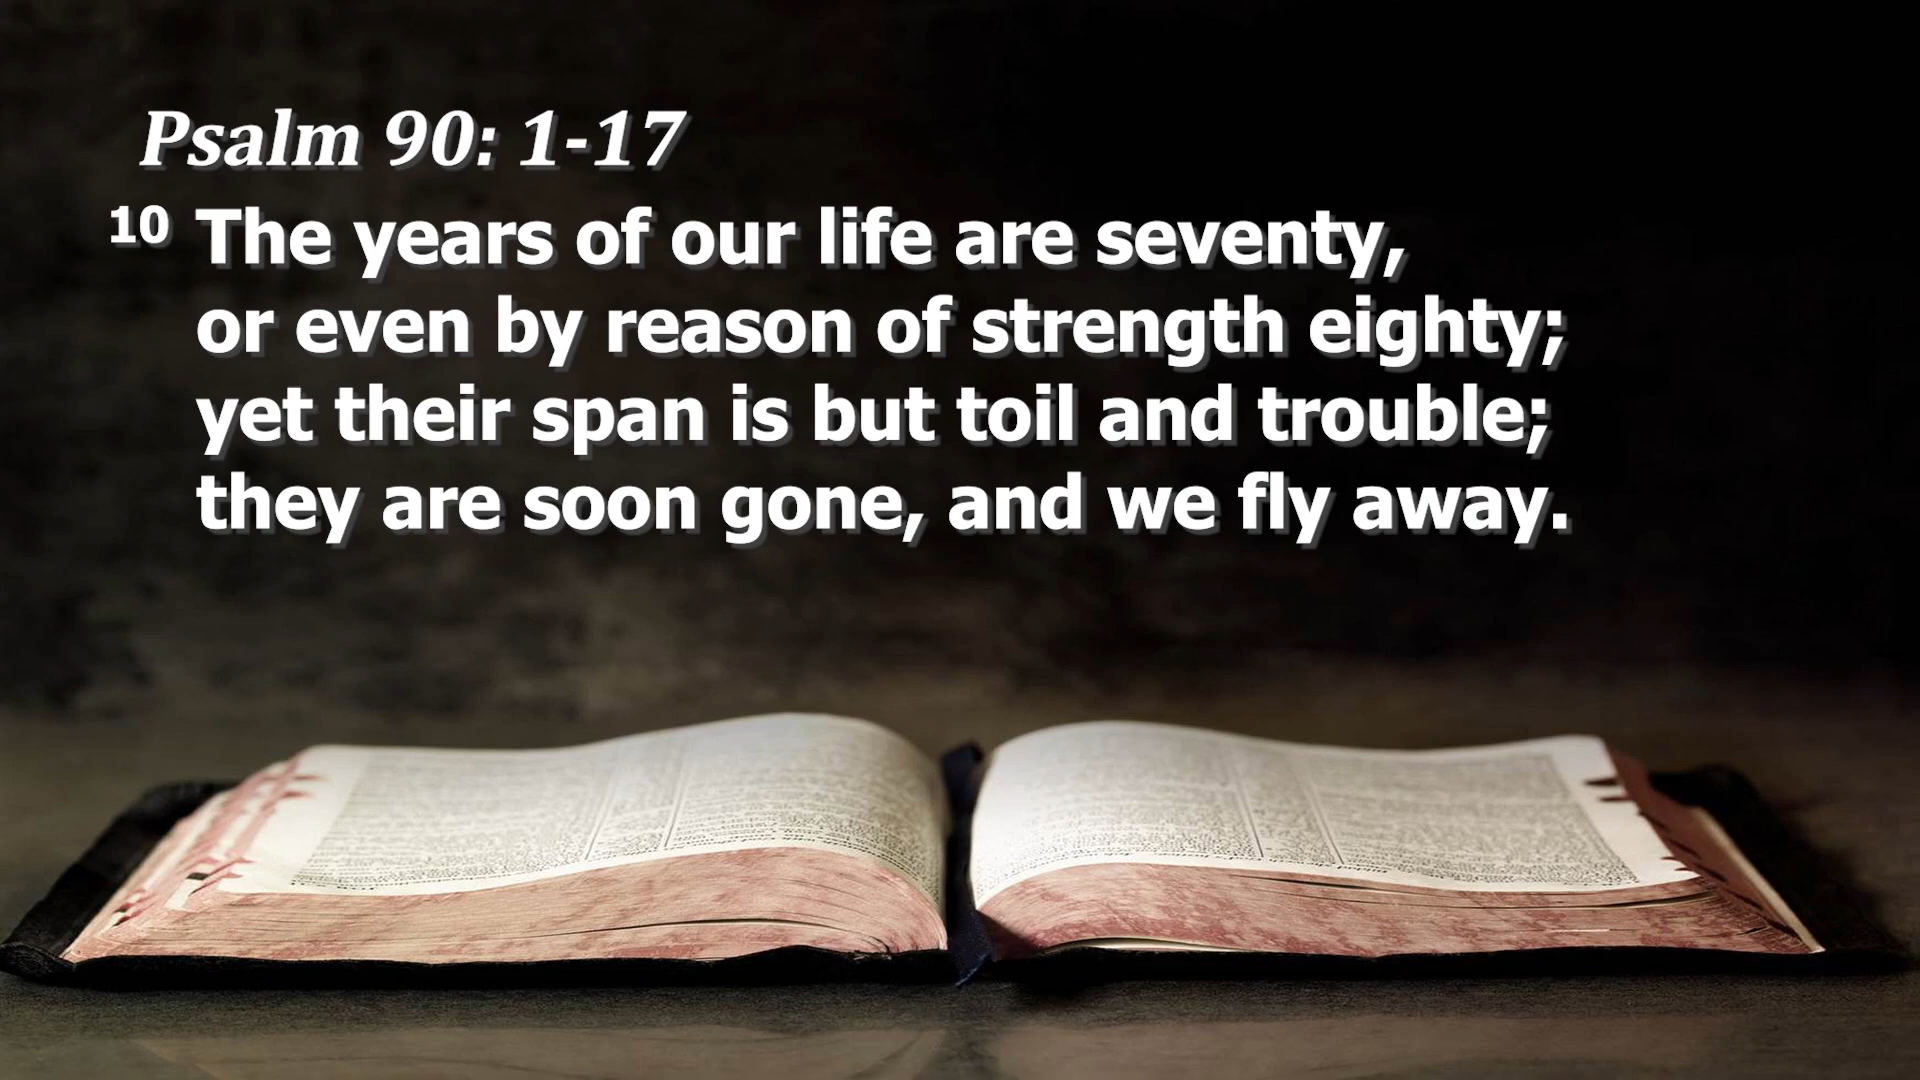 Psalm 90: 1-17
10 The years of our life are seventy,
or even by reason of strength eighty;
yet their span is but toil and trouble;
they are soon gone, and we fly away.